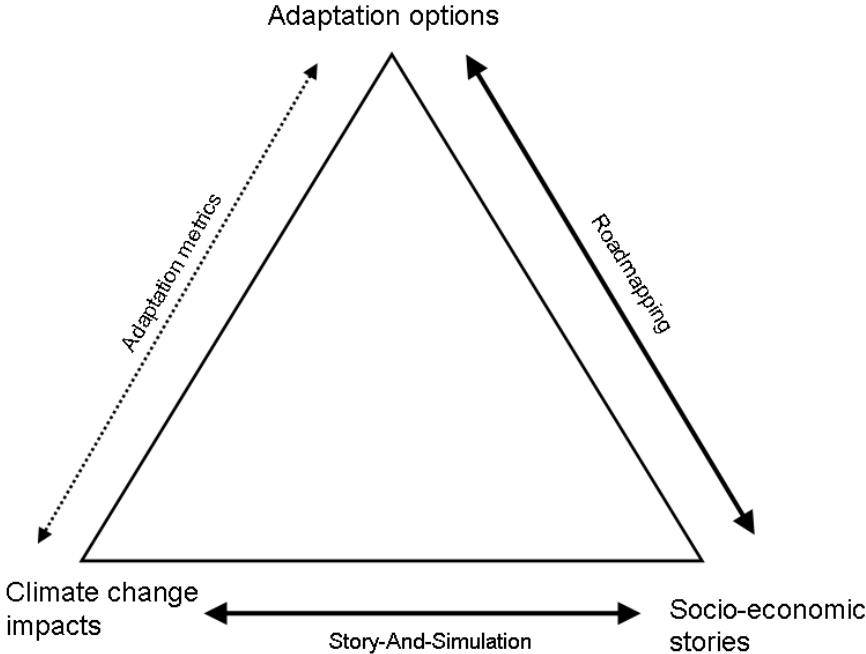 Adaptation options
Adaptation metrics
Roadmapping
Climate change
impacts
Story-And-Simulation
Socio-economic
stories